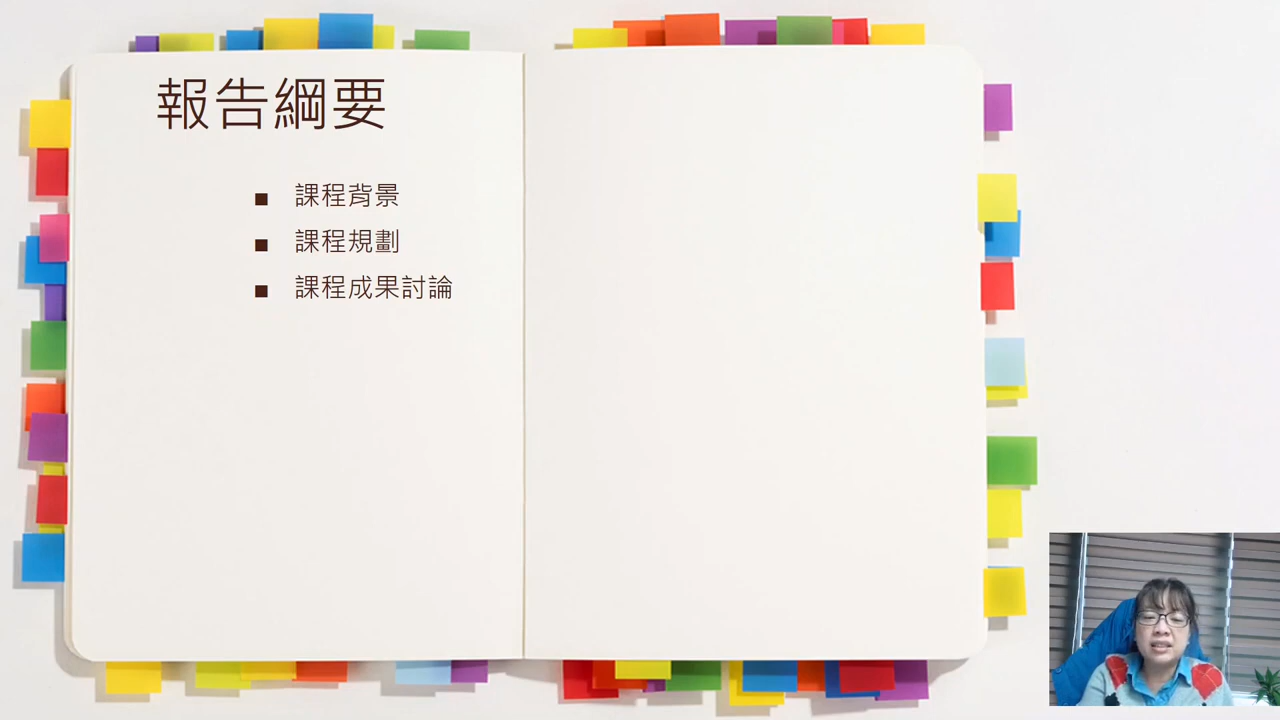 報告綱要
■ 課程背景
■ 課程規劃
■ 課程成果討論